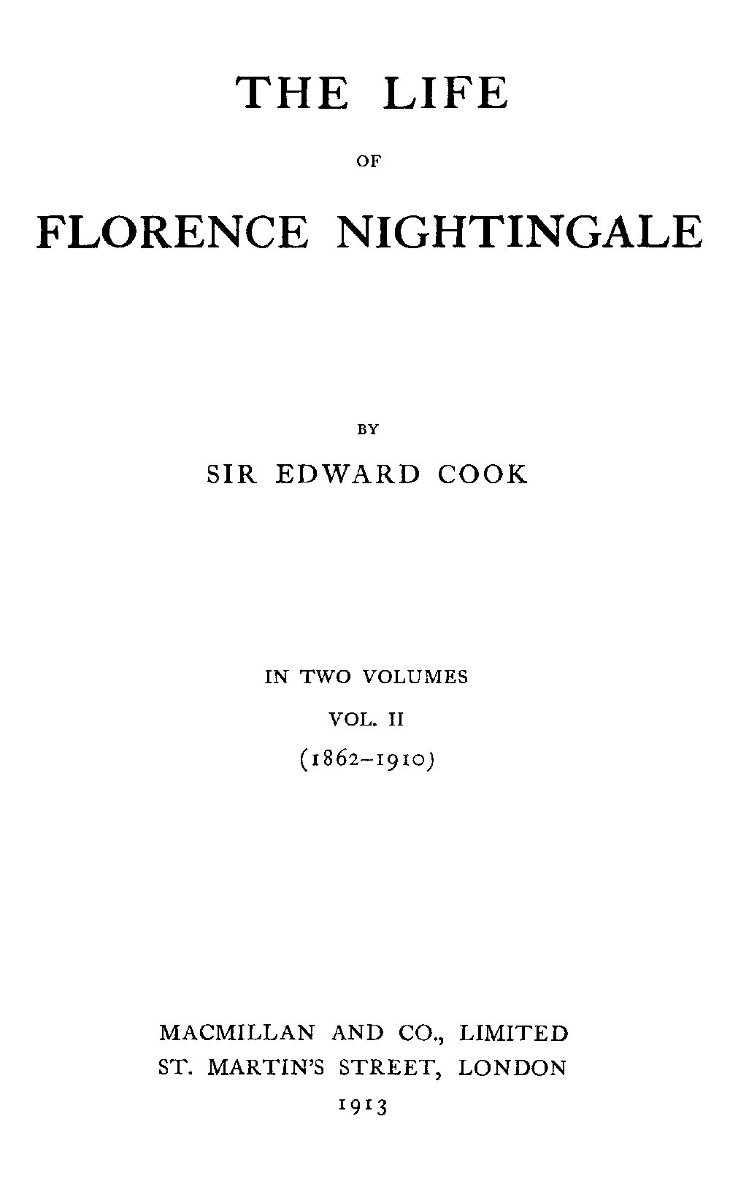 THE LIFE
OF
FLORENCE NIGHTINGALE
BY
SIR EDWARD COOK
IN TWO VOLUMES
VOL. II
(1862–1910)
MACMILLAN AND CO., LIMITED
ST. MARTIN'S STREET, LONDON
1913